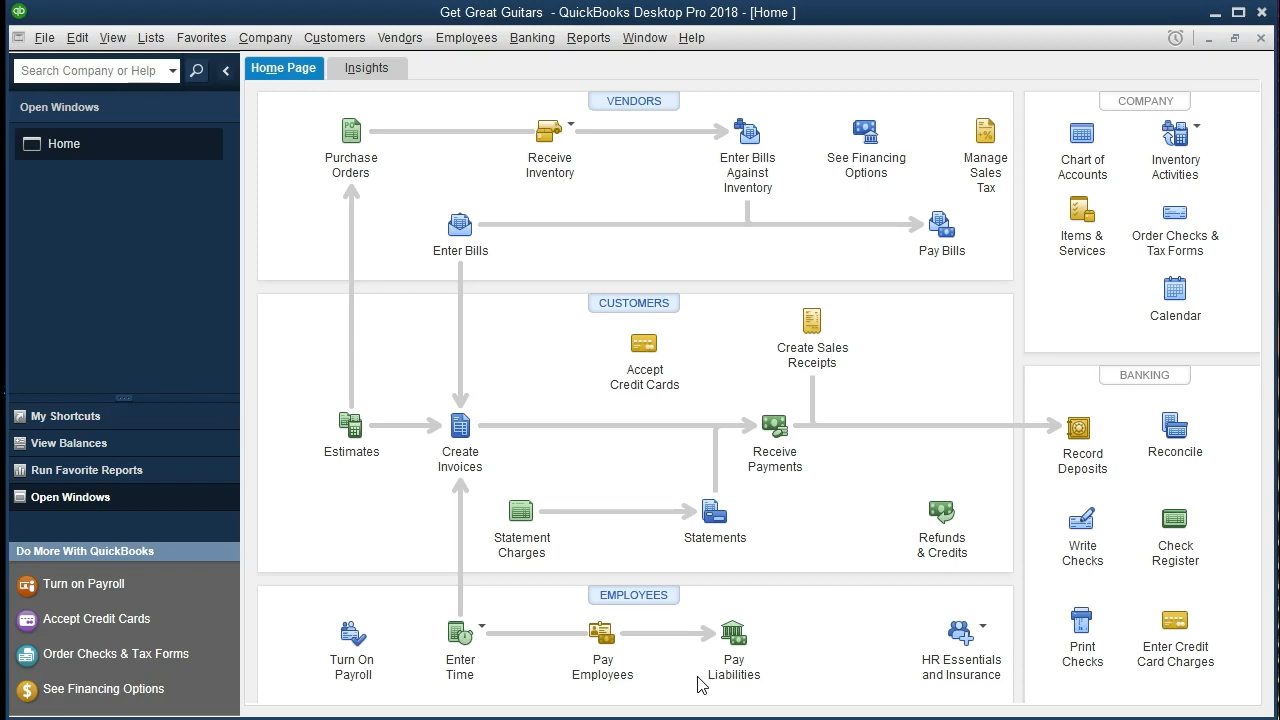 qb
Get Great Guitars - QuickBooks Desktop Pro 2018 - [Home ]
File Edit View Lists Favorites Company Customers Vendors Employees Banking Reports Window Help
Search Company or Help
Open Windows
Home
My Shortcuts
View Balances
Run Favorite Reports
Open Windows
Do More With QuickBooks
Turn on Payroll
Accept Credit Cards
Order Checks & Tax Forms
See Financing Options
Home Page
Insights
VENDORS
Purchase
Orders
Receive
Inventory
Enter Bills
Against
Inventory
See Financing
Options
Manage
Sales
Tax
Enter Bills
Pay Bills
CUSTOMERS
Accept
Credit Cards
Create Sales
Receipts
Estimates
Create
Invoices
Receive
Payments
Statement
Charges
Statements
Refunds
& Credits
EMPLOYEES
Turn On
Payroll
Enter
Time
Pay
Employees
Pay
Liabilities
HR Essentials
and Insurance
COMPANY
Chart of
Accounts
Inventory
Activities
Items &
Services
Order Checks &
Tax Forms
Calendar
BANKING
Record
Deposits
Reconcile
Write
Checks
Check
Register
Print
Checks
Enter Credit
Card Charges